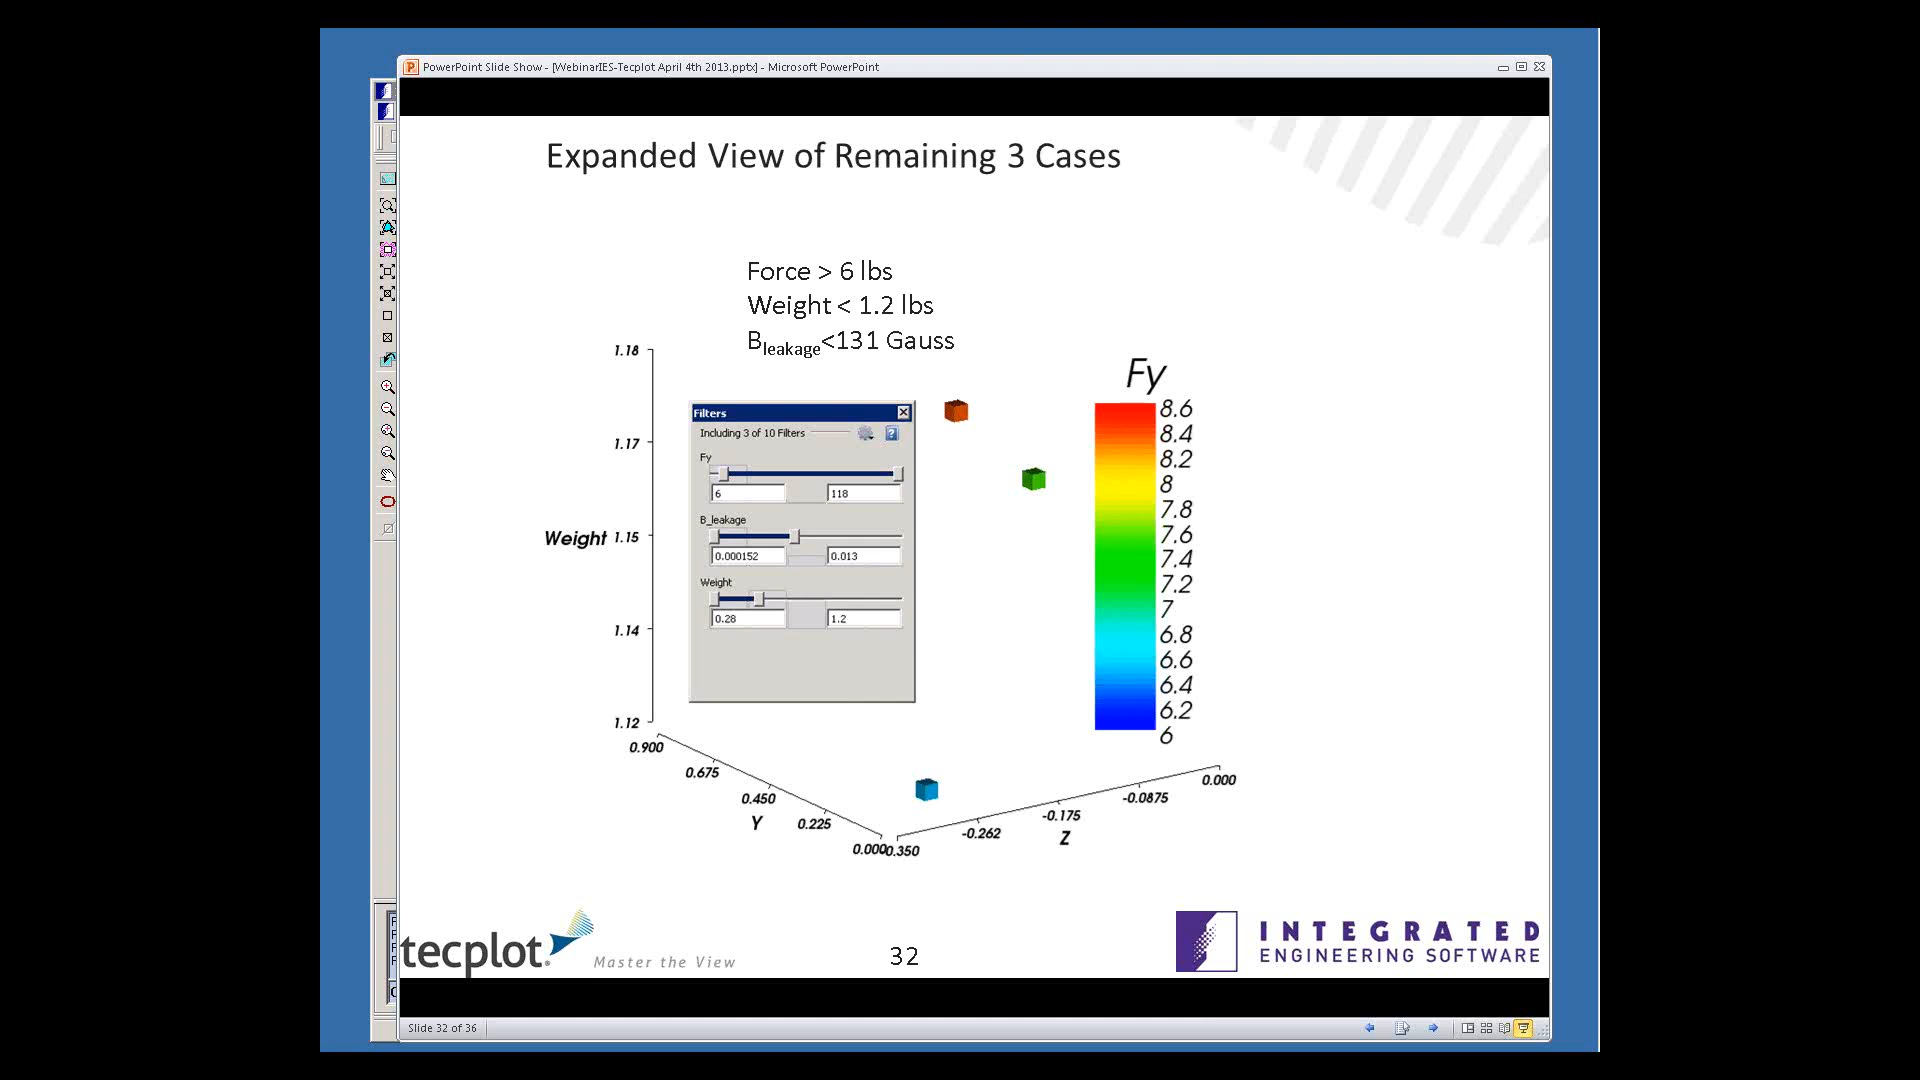 PowerPoint Slide Show - [WebinarIES-Tecplot April 4th 2013.pptx] - Microsoft PowerPoint
Expanded View of Remaining 3 Cases
Force > 6 lbs
Weight < 1.2 lbs
Bleakage<131 Gauss
Filters
Including 3 of 10 Filters
Fy
6 118
B_leakage
0.000152 0.013
Weight
0.28 1.2
1.18
1.17
Weight 1.15
1.14
1.12
0.900
0.675
0.450
Y
0.225
0.000
-0.350
-0.262
-0.175
Z
-0.0875
0.000
Fy
8.6
8.4
8.2
8
7.8
7.6
7.4
7.2
7
6.8
6.6
6.4
6.2
6
tecplot.
Master the View
32
INTEGRATED
ENGINEERING SOFTWARE
Slide 32 of 36